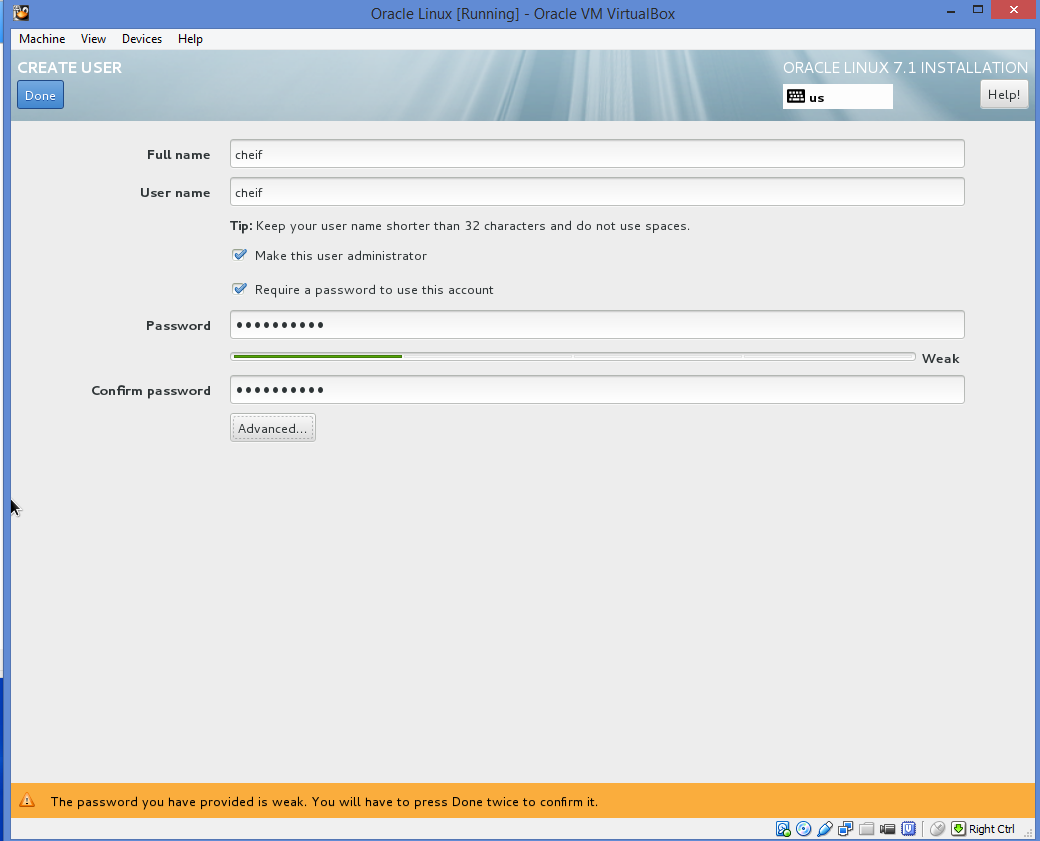 Oracle Linux [Running] - Oracle VM VirtualBox
Machine View Devices Help
CREATE USER
ORACLE LINUX 7.1 INSTALLATION
Done
us
Help!
Full name
cheif
User name
cheif
Tip: Keep your user name shorter than 32 characters and do not use spaces.
Make this user administrator
Require a password to use this account
Password
••••••••••
Weak
Confirm password
••••••••••
Advanced...
The password you have provided is weak. You will have to press Done twice to confirm it.
Right Ctrl